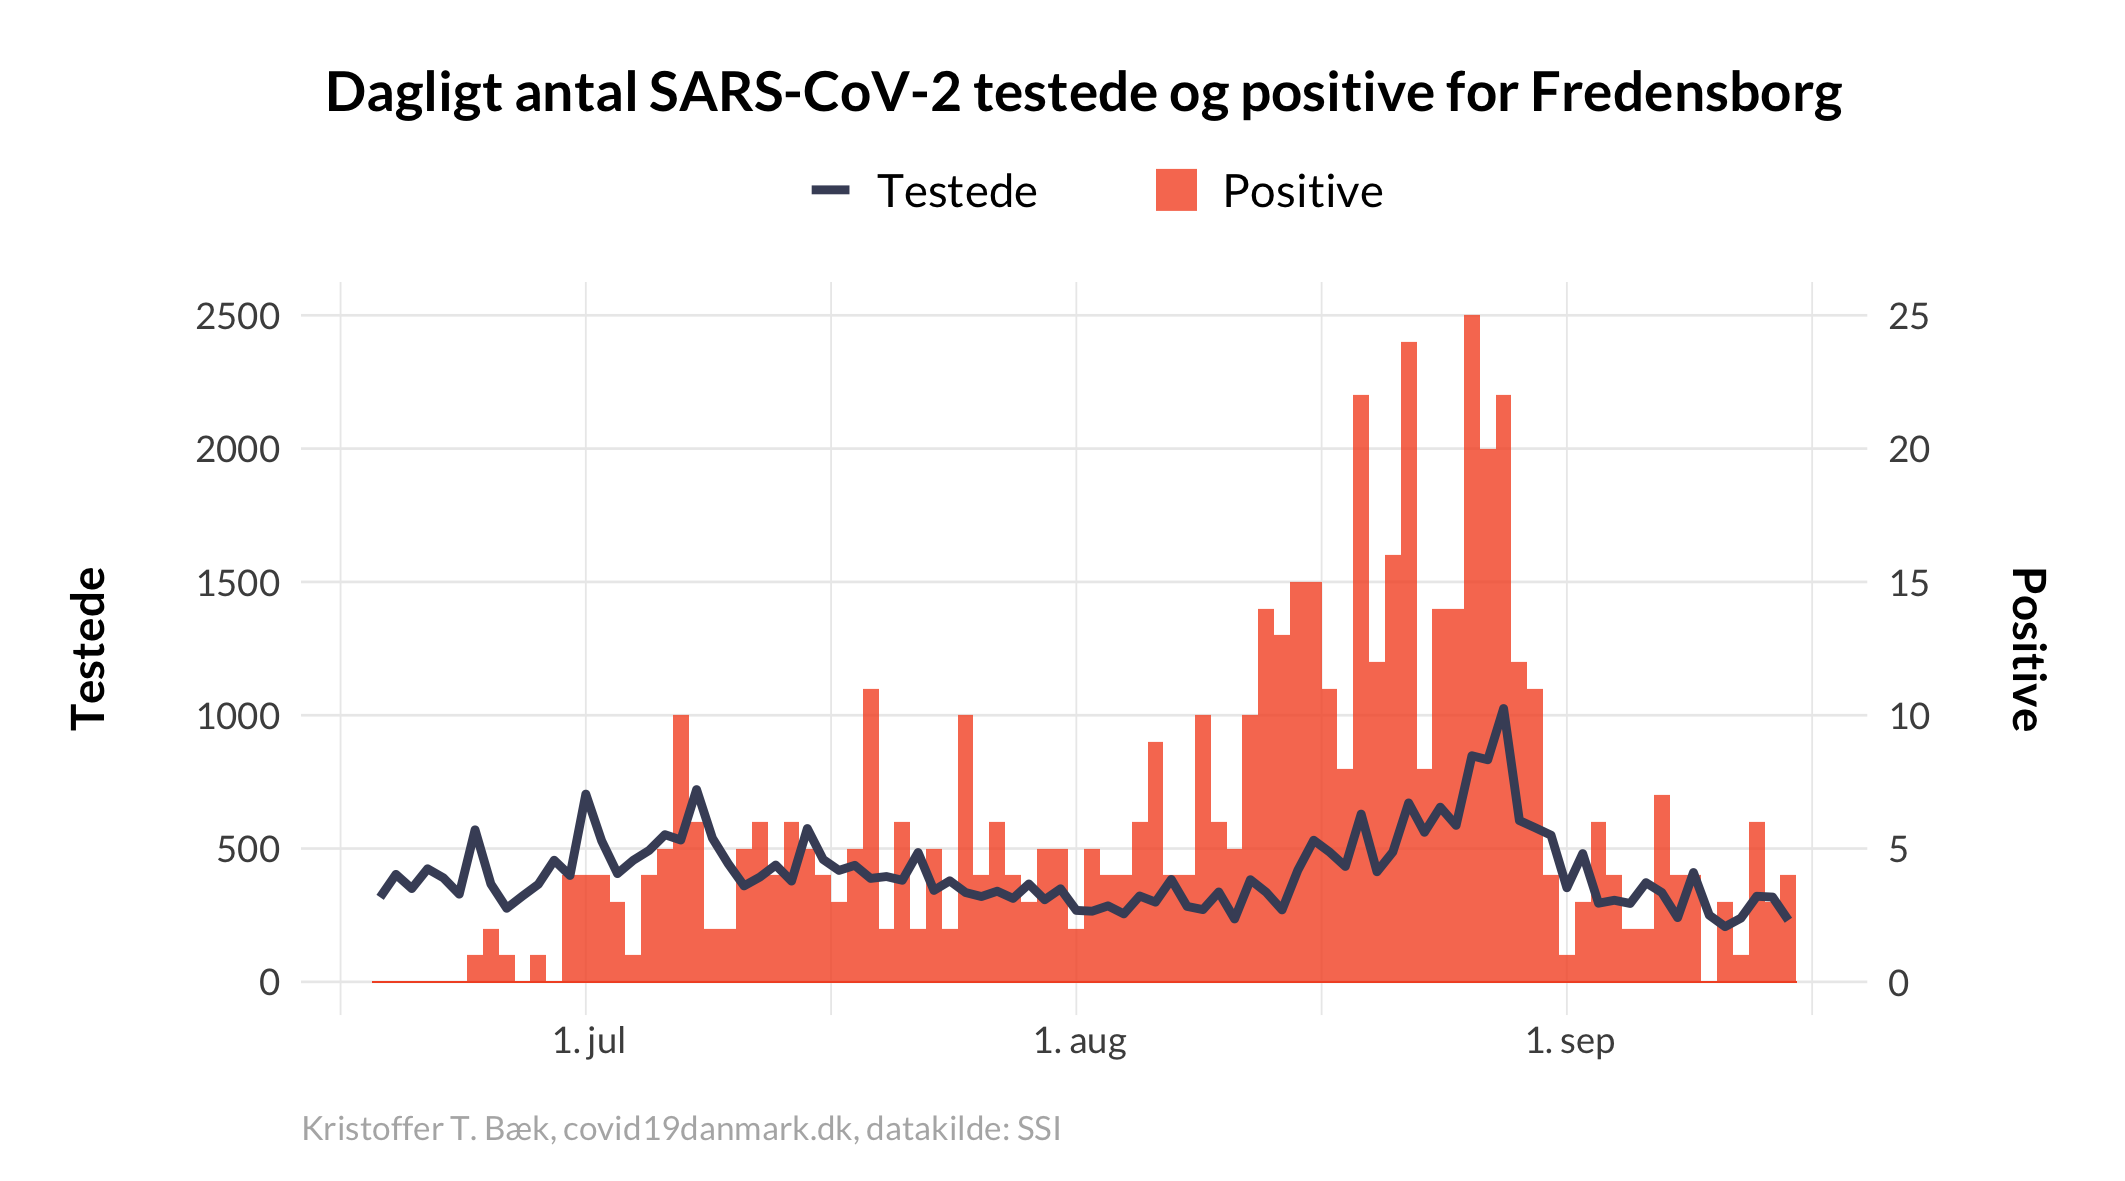 Dagligt antal SARS-CoV-2 testede og positive for Fredensborg
Testede
Positive
2500
2000
1500
1000
500
0
25
20
15
10
5
0
Testede
Positive
1. jul
1. aug
1. sep
Kristoffer T. Bæk, covid19danmark.dk, datakilde: SSI